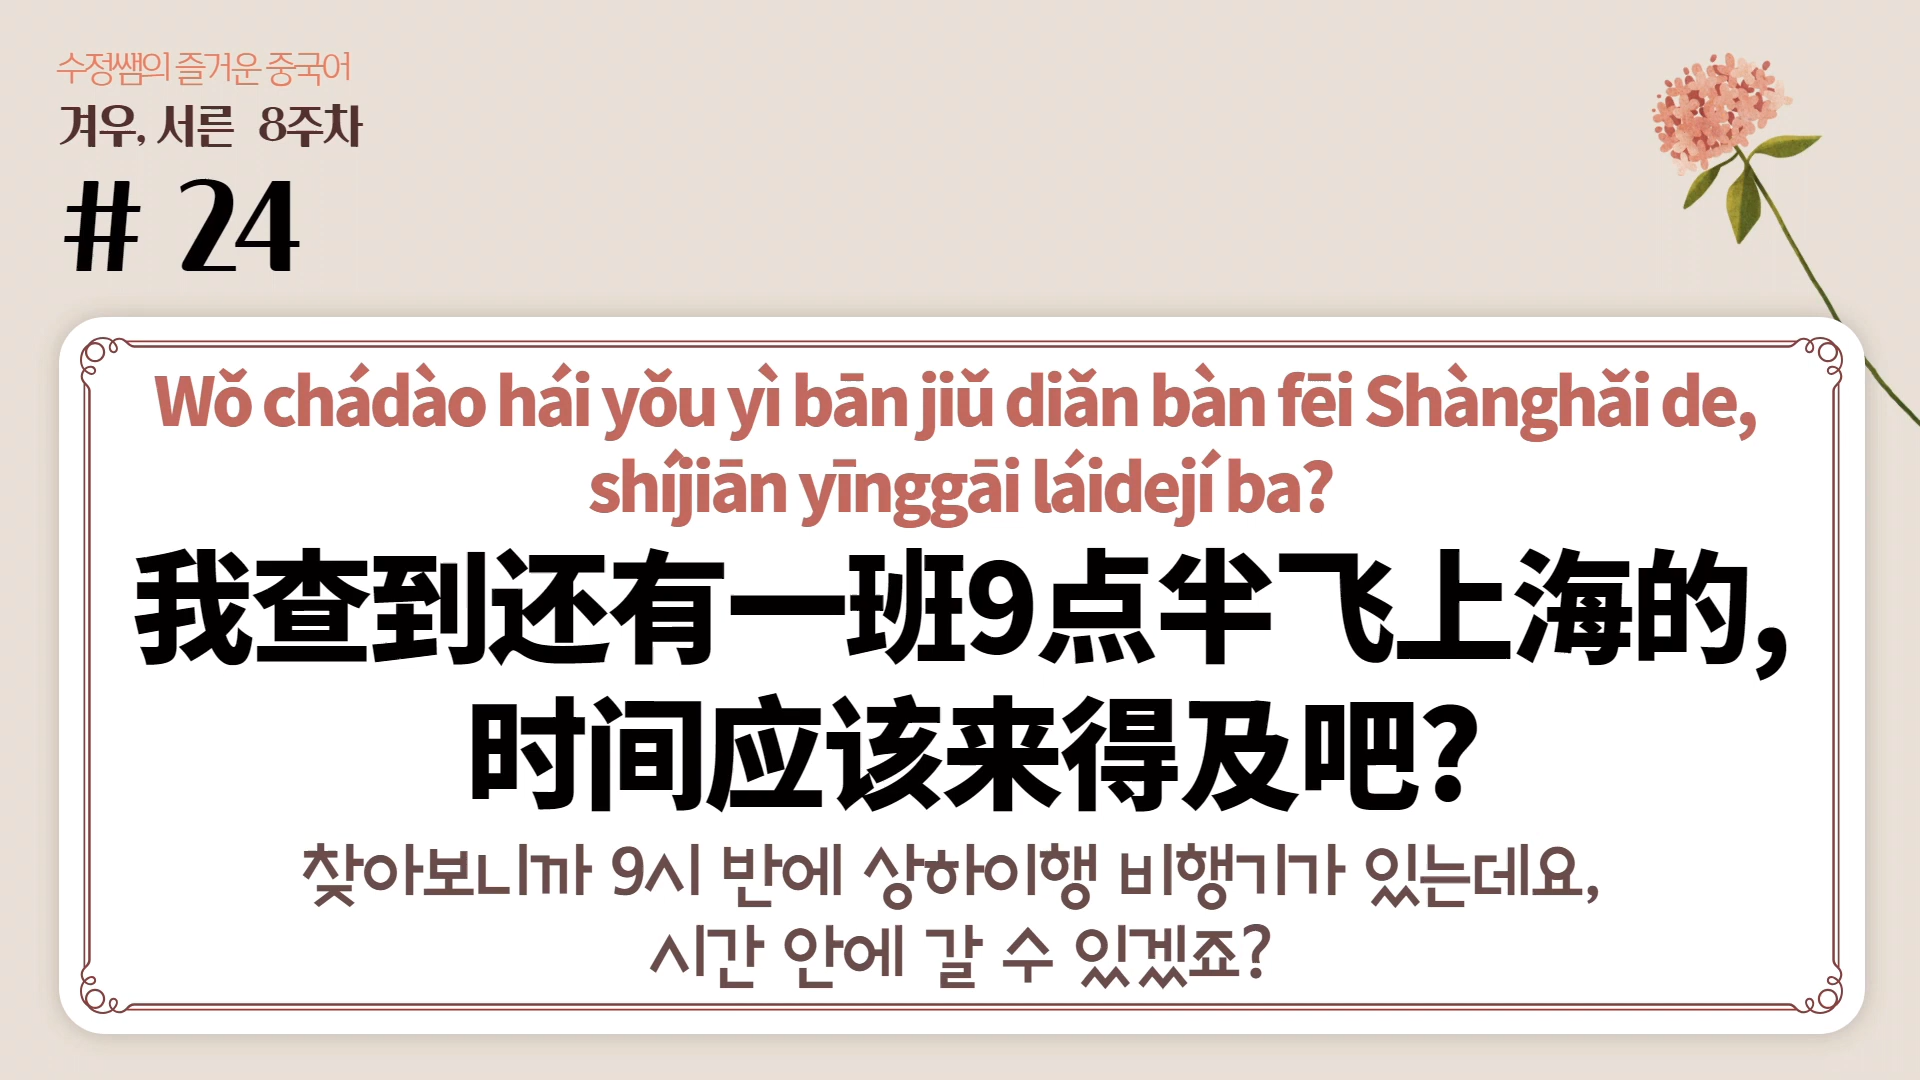 수정쌤의 즐거운 중국어
겨우, 서른 8주차
# 24
Wǒ chádào hái yǒu yì bān jiǔ diǎn bàn fēi Shànghǎi de,
shíjiān yīnggāi láidejí ba?
我查到还有一班9点半飞上海的,
时间应该来得及吧?
찾아보니까 9시 반에 상하이행 비행기가 있는데요,
시간 안에 갈 수 있겠죠?